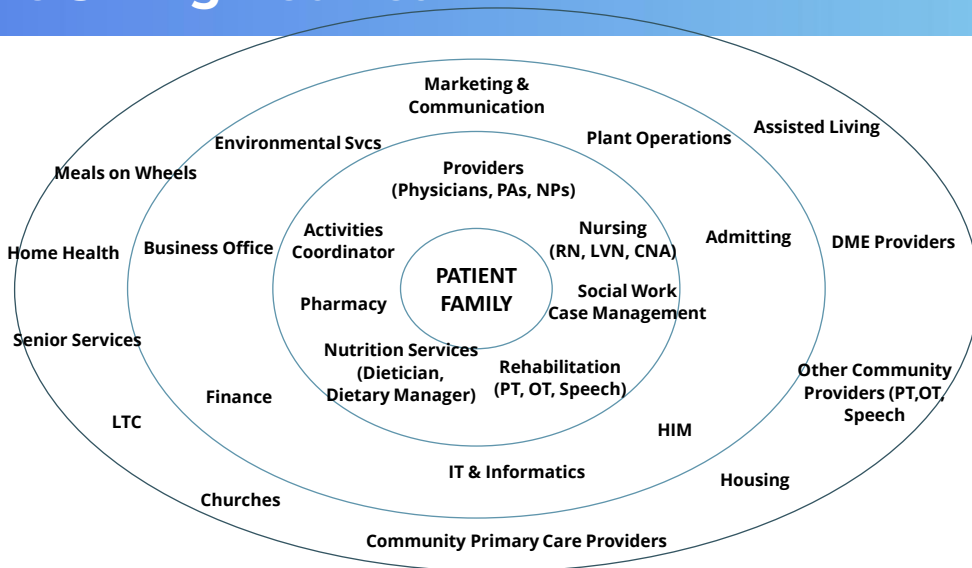 Marketing &
Communication
Environmental Svcs
Plant Operations
Assisted Living
Meals on Wheels
Providers
(Physicians, PAs, NPs)
Activities
Coordinator
Nursing
(RN, LVN, CNA)
Admitting
DME Providers
Home Health
Business Office
PATIENT
FAMILY
Pharmacy
Social Work
Case Management
Senior Services
Nutrition Services
(Dietician,
Dietary Manager)
Rehabilitation
(PT, OT, Speech)
Other Community
Providers (PT,OT,
Speech
Finance
LTC
HIM
IT & Informatics
Housing
Churches
Community Primary Care Providers